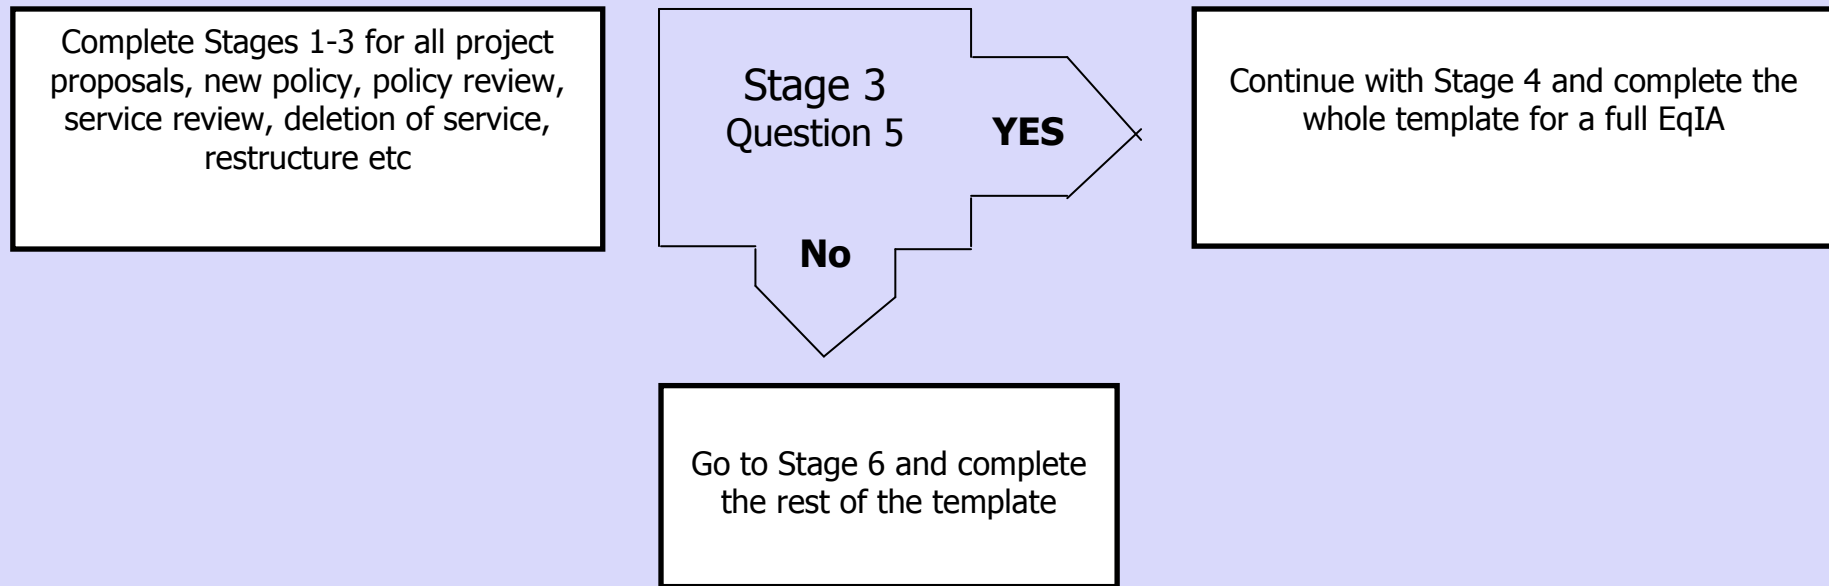 Complete Stages 1-3 for all project
proposals, new policy, policy review,
service review, deletion of service,
restructure etc
Stage 3
Question 5
YES
No
Continue with Stage 4 and complete the
whole template for a full EqIA
Go to Stage 6 and complete
the rest of the template